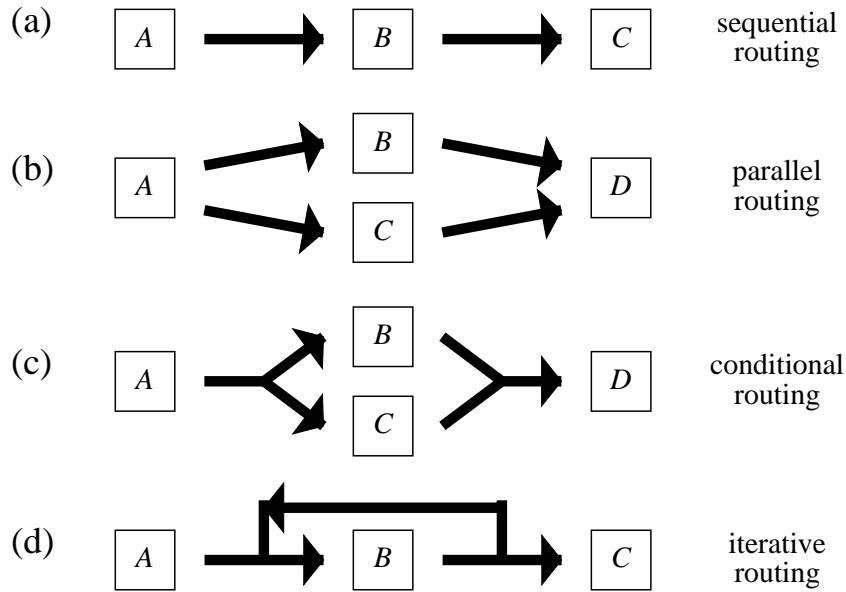 (a) A B C sequential
routing
B
(b) A D parallel
routing
C
B
(c) A D conditional
routing
C
(d) A B C iterative
routing